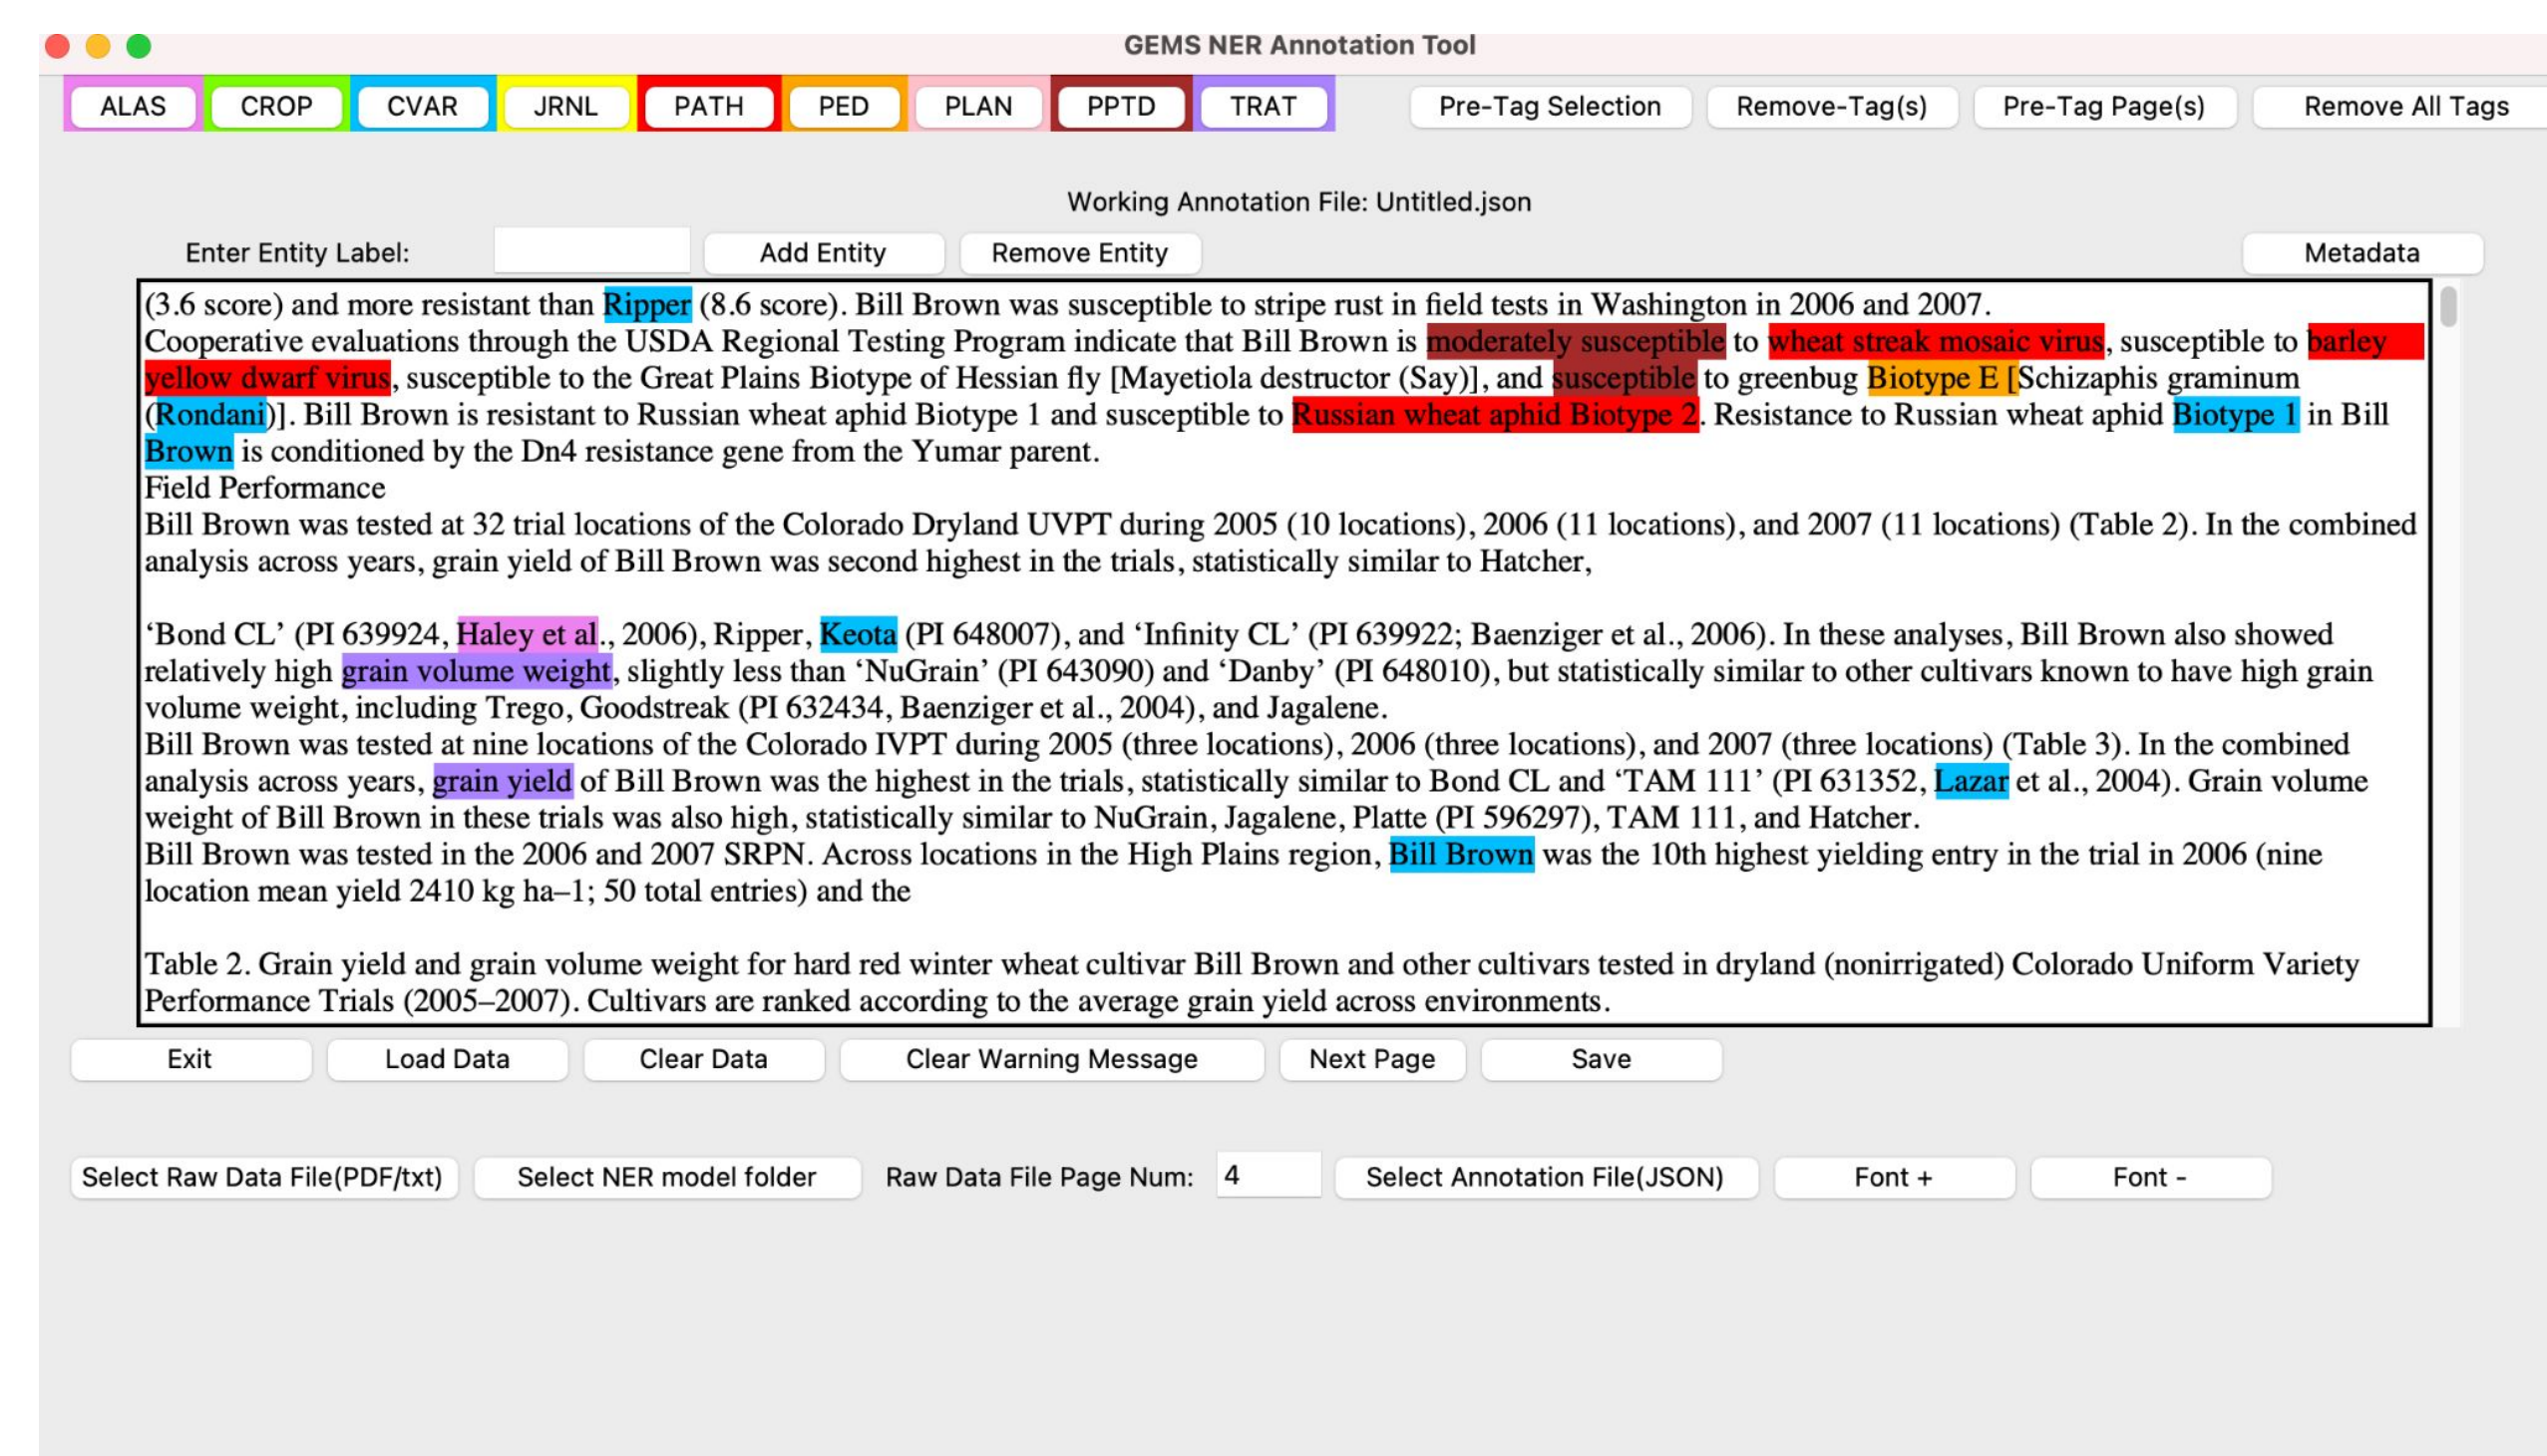 GEMS NER Annotation Tool
ALAS CROP CVAR JRNL PATH PED PLAN PPTD TRAT Pre-Tag Selection Remove-Tag(s) Pre-Tag Page(s) Remove All Tags
Working Annotation File: Untitled.json
Enter Entity Label: Add Entity Remove Entity Metadata
(3.6 score) and more resistant than Ripper (8.6 score). Bill Brown was susceptible to stripe rust in field tests in Washington in 2006 and 2007.
Cooperative evaluations through the USDA Regional Testing Program indicate that Bill Brown is moderately susceptible to wheat streak mosaic virus, susceptible to barley
yellow dwarf virus, susceptible to the Great Plains Biotype of Hessian fly [Mayetiola destructor (Say)], and susceptible to greenbug Biotype E [Schizaphis graminum
(Rondani)]. Bill Brown is resistant to Russian wheat aphid Biotype 1 and susceptible to Russian wheat aphid Biotype 2. Resistance to Russian wheat aphid Biotype 1 in Bill
Brown is conditioned by the Dn4 resistance gene from the Yumar parent.
Field Performance
Bill Brown was tested at 32 trial locations of the Colorado Dryland UVPT during 2005 (10 locations), 2006 (11 locations), and 2007 (11 locations) (Table 2). In the combined
analysis across years, grain yield of Bill Brown was second highest in the trials, statistically similar to Hatcher,
‘Bond CL’ (PI 639924, Haley et al., 2006), Ripper, Keota (PI 648007), and ‘Infinity CL’ (PI 639922; Baenziger et al., 2006). In these analyses, Bill Brown also showed
relatively high grain volume weight, slightly less than ‘NuGrain’ (PI 643090) and ‘Danby’ (PI 648010), but statistically similar to other cultivars known to have high grain
volume weight, including Trego, Goodstreak (PI 632434, Baenziger et al., 2004), and Jagalene.
Bill Brown was tested at nine locations of the Colorado IVPT during 2005 (three locations), 2006 (three locations), and 2007 (three locations) (Table 3). In the combined
analysis across years, grain yield of Bill Brown was the highest in the trials, statistically similar to Bond CL and ‘TAM 111’ (PI 631352, Lazar et al., 2004). Grain volume
weight of Bill Brown in these trials was also high, statistically similar to NuGrain, Jagalene, Platte (PI 596297), TAM 111, and Hatcher.
Bill Brown was tested in the 2006 and 2007 SRPN. Across locations in the High Plains region, Bill Brown was the 10th highest yielding entry in the trial in 2006 (nine
location mean yield 2410 kg ha–1; 50 total entries) and the
Table 2. Grain yield and grain volume weight for hard red winter wheat cultivar Bill Brown and other cultivars tested in dryland (nonirrigated) Colorado Uniform Variety
Performance Trials (2005–2007). Cultivars are ranked according to the average grain yield across environments.
Exit Load Data Clear Data Clear Warning Message Next Page Save
Select Raw Data File(PDF/txt) Select NER model folder Raw Data File Page Num: 4 Select Annotation File(JSON) Font + Font -